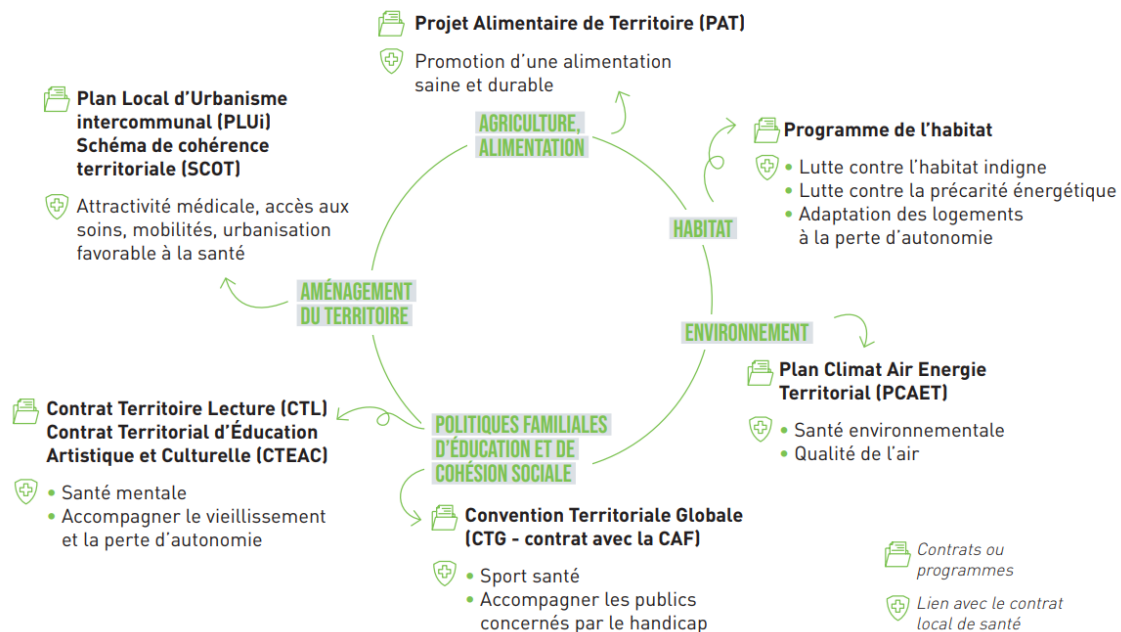 Projet Alimentaire de Territoire (PAT)
Promotion d’une alimentation
saine et durable
AGRICULTURE,
ALIMENTATION
Programme de l’habitat
• Lutte contre l’habitat indigne
• Lutte contre la précarité énergétique
• Adaptation des logements
à la perte d’autonomie
HABITAT
ENVIRONNEMENT
Plan Climat Air Energie
Territorial (PCAET)
• Santé environnementale
• Qualité de l’air
POLITIQUES FAMILIALES
D’ÉDUCATION ET DE
COHÉSION SOCIALE
Convention Territoriale Globale
(CTG - contrat avec la CAF)
• Sport santé
• Accompagner les publics
concernés par le handicap
Contrat Territoire Lecture (CTL)
Contrat Territorial d’Éducation
Artistique et Culturelle (CTEAC)
• Santé mentale
• Accompagner le vieillissement
et la perte d’autonomie
AMÉNAGEMENT
DU TERRITOIRE
Plan Local d’Urbanisme
intercommunal (PLUi)
Schéma de cohérence
territoriale (SCOT)
Attractivité médicale, accès aux
soins, mobilités, urbanisation
favorable à la santé
Contrats ou
programmes
Lien avec le contrat
local de santé